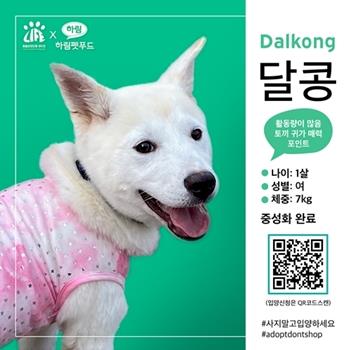 LIFE
X
하림
하림펫푸드
Dalkong
달콩
활동량이 많음
토끼 귀가 매력
포인트
나이: 1살
성별: 여
체중: 7kg
중성화 완료
(입양신청은 QR코드스캔)
#사지말고입양하세요
#adoptdontshop